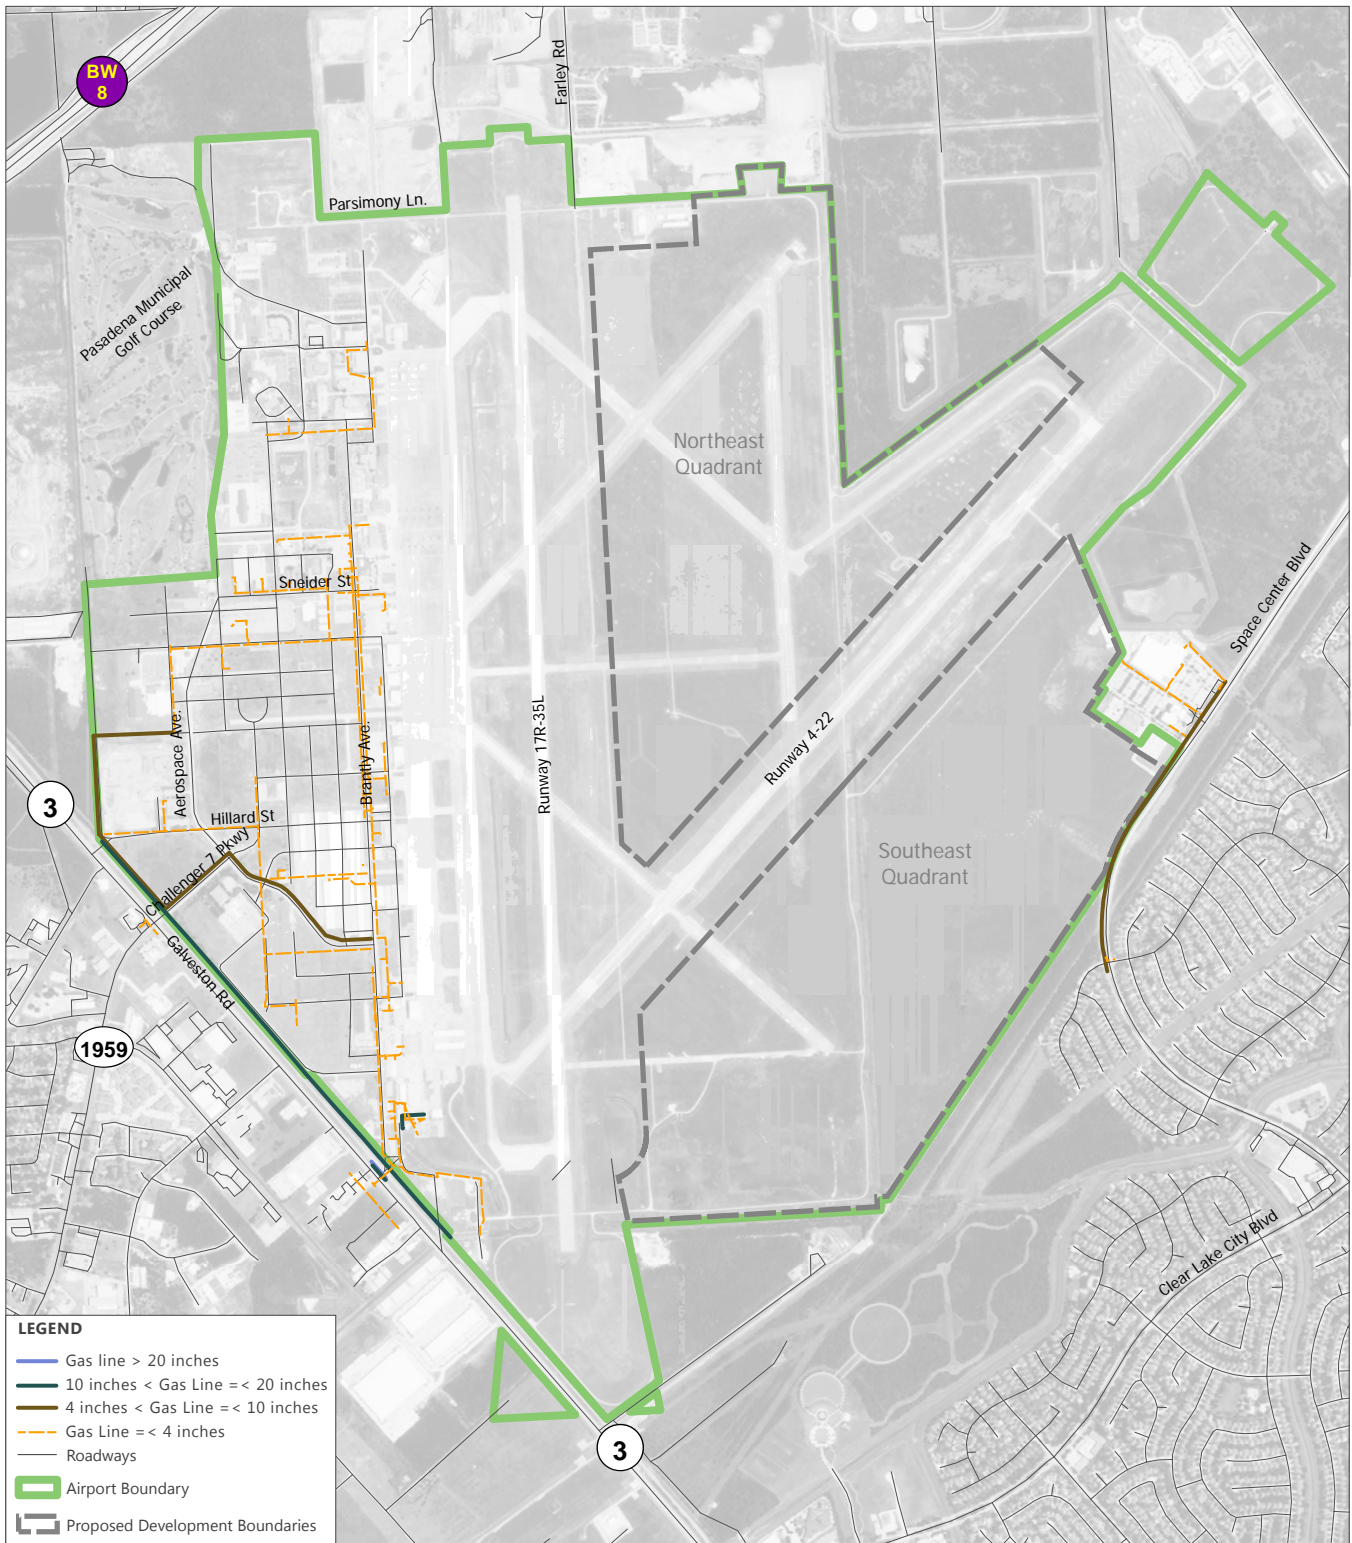 BW
8
Farley Rd
Parsimony Ln.
Pasadena Municipal
Golf Course
Northeast
Quadrant
Space Center Blvd
Sneider St
Aerospace Ave.
Brantly Ave.
Runway 17R-35L
Runway 4-22
3
Hillard St
Challenger 7 Pkwy
Southeast
Quadrant
Galveston Rd
1959
Clear Lake City Blvd
3
LEGEND
Gas line > 20 inches
10 inches < Gas Line =< 20 inches
4 inches < Gas Line =< 10 inches
Gas Line =< 4 inches
Roadways
Airport Boundary
Proposed Development Boundaries